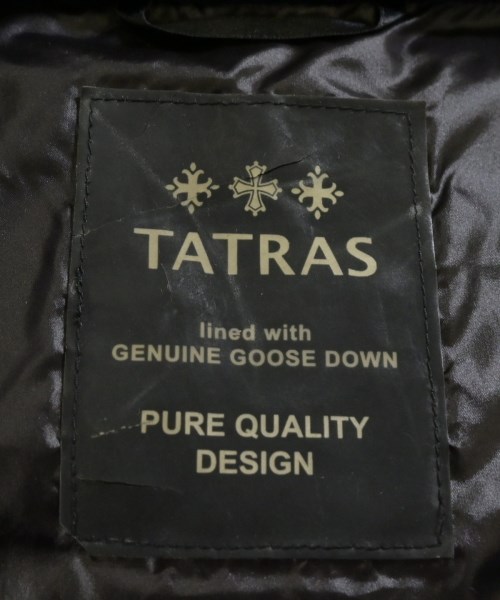 TATRAS
lined with
GENUINE GOOSE DOWN
PURE QUALITY
DESIGN